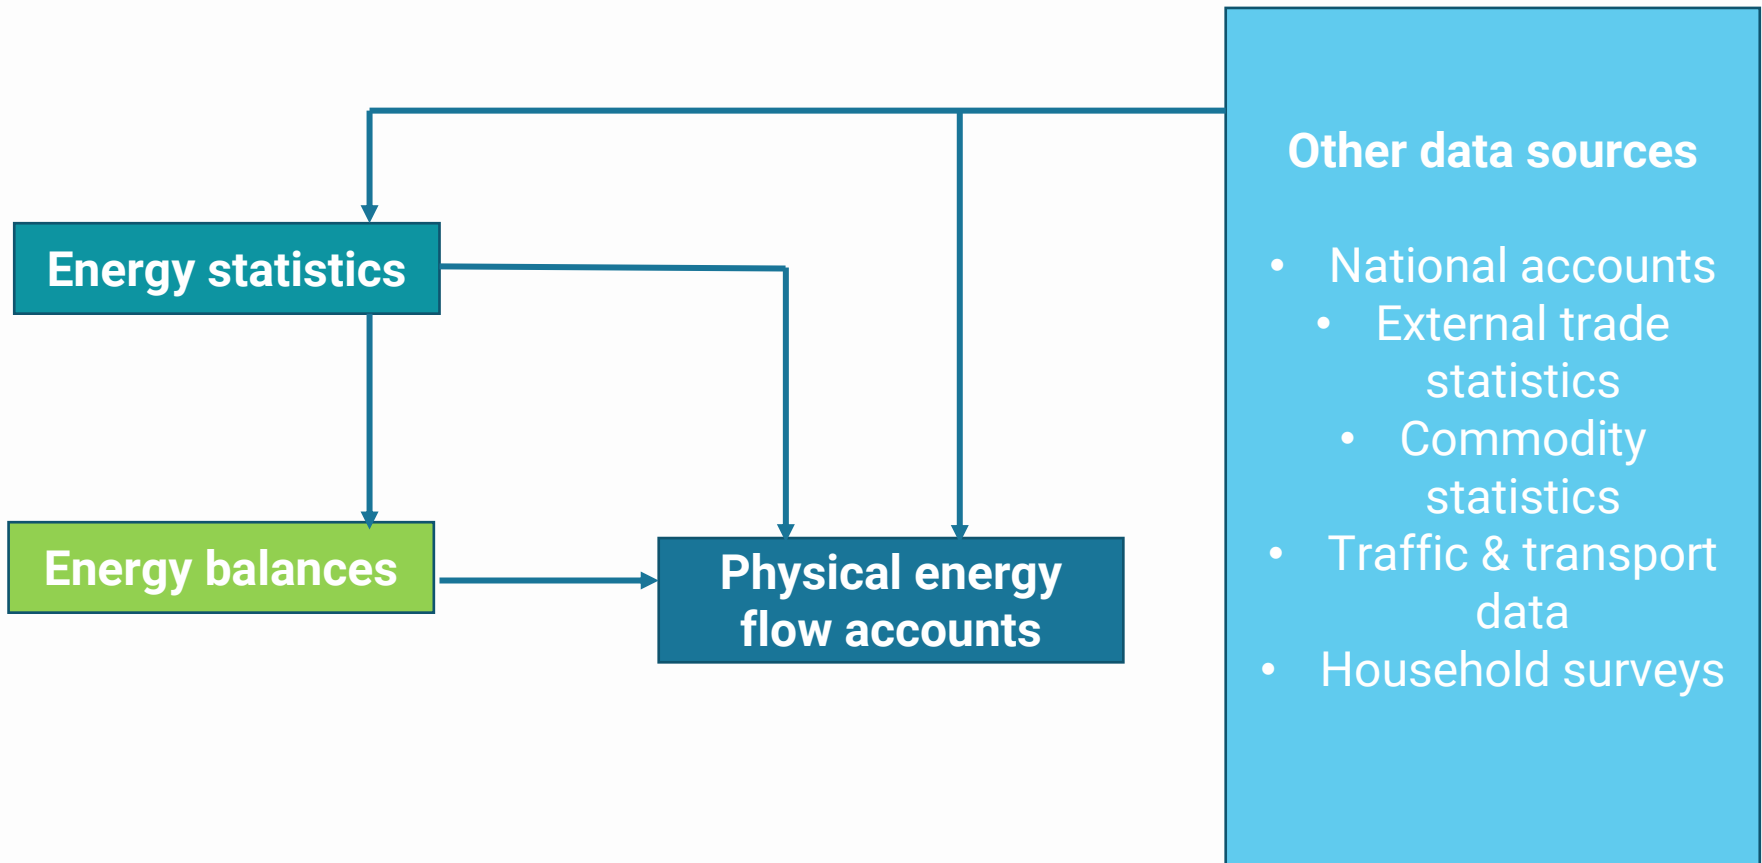 Other data sources
• National accounts
• External trade
statistics
• Commodity
statistics
• Traffic & transport
data
• Household surveys
Energy statistics
Energy balances
Physical energy
flow accounts